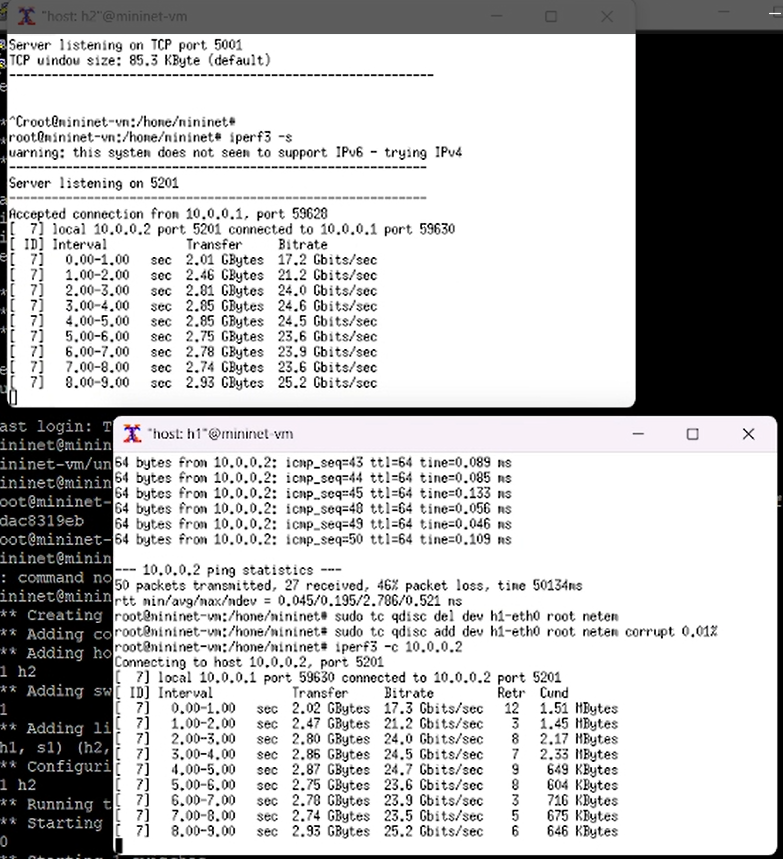 "host: h2"@mininet-vm
Server listening on TCP port 5001
TCP window size: 85.3 KByte (default)
------------------------------------------------------------
^Croot@mininet-vm:/home/mininet#
root@mininet-vm:/home/mininet# iperf3 -s
warning: this system does not seem to support IPv6 - trying IPv4
-----------------------------------------------------------
Server listening on 5201
-----------------------------------------------------------
Accepted connection from 10.0.0.1, port 59628
[  7] local 10.0.0.2 port 5201 connected to 10.0.0.1 port 59630
[ ID] Interval           Transfer     Bitrate
[  7]   0.00-1.00   sec  2.01 GBytes  17.2 Gbits/sec
[  7]   1.00-2.00   sec  2.46 GBytes  21.2 Gbits/sec
[  7]   2.00-3.00   sec  2.81 GBytes  24.0 Gbits/sec
[  7]   3.00-4.00   sec  2.85 GBytes  24.6 Gbits/sec
[  7]   4.00-5.00   sec  2.85 GBytes  24.5 Gbits/sec
[  7]   5.00-6.00   sec  2.75 GBytes  23.6 Gbits/sec
[  7]   6.00-7.00   sec  2.78 GBytes  23.9 Gbits/sec
[  7]   7.00-8.00   sec  2.74 GBytes  23.6 Gbits/sec
[  7]   8.00-9.00   sec  2.93 GBytes  25.2 Gbits/sec
ast login: T
ininet@minin
ininet-vm/un
ininet@minin
oot@mininet-
dac8319eb
oot@mininet-
ininet@minin
: command no
ininet@minin
** Creating
** Adding co
** Adding ho
1 h2
** Adding sw
1
** Adding li
h1, s1) (h2,
** Configuri
1 h2
** Running t
** Starting
0
"host: h1"@mininet-vm
64 bytes from 10.0.0.2: icmp_seq=43 ttl=64 time=0.089 ms
64 bytes from 10.0.0.2: icmp_seq=44 ttl=64 time=0.085 ms
64 bytes from 10.0.0.2: icmp_seq=45 ttl=64 time=0.133 ms
64 bytes from 10.0.0.2: icmp_seq=48 ttl=64 time=0.056 ms
64 bytes from 10.0.0.2: icmp_seq=49 ttl=64 time=0.046 ms
64 bytes from 10.0.0.2: icmp_seq=50 ttl=64 time=0.109 ms
--- 10.0.0.2 ping statistics ---
50 packets transmitted, 27 received, 46% packet loss, time 50134ms
rtt min/avg/max/mdev = 0.045/0.195/2.786/0.521 ms
root@mininet-vm:/home/mininet# sudo tc qdisc del dev h1-eth0 root netem
root@mininet-vm:/home/mininet# sudo tc qdisc add dev h1-eth0 root netem corrupt 0.01%
root@mininet-vm:/home/mininet# iperf3 -c 10.0.0.2
Connecting to host 10.0.0.2, port 5201
[  7] local 10.0.0.1 port 59630 connected to 10.0.0.2 port 5201
[ ID] Interval           Transfer     Bitrate         Retr  Cwnd
[  7]   0.00-1.00   sec  2.02 GBytes  17.3 Gbits/sec   12   1.51 MBytes
[  7]   1.00-2.00   sec  2.47 GBytes  21.2 Gbits/sec    3   1.45 MBytes
[  7]   2.00-3.00   sec  2.80 GBytes  24.0 Gbits/sec    8   2.17 MBytes
[  7]   3.00-4.00   sec  2.86 GBytes  24.5 Gbits/sec    7   2.33 MBytes
[  7]   4.00-5.00   sec  2.87 GBytes  24.7 Gbits/sec    9    649 KBytes
[  7]   5.00-6.00   sec  2.75 GBytes  23.6 Gbits/sec    8    604 KBytes
[  7]   6.00-7.00   sec  2.78 GBytes  23.9 Gbits/sec    3    716 KBytes
[  7]   7.00-8.00   sec  2.74 GBytes  23.5 Gbits/sec    5    675 KBytes
[  7]   8.00-9.00   sec  2.93 GBytes  25.2 Gbits/sec    6    646 KBytes